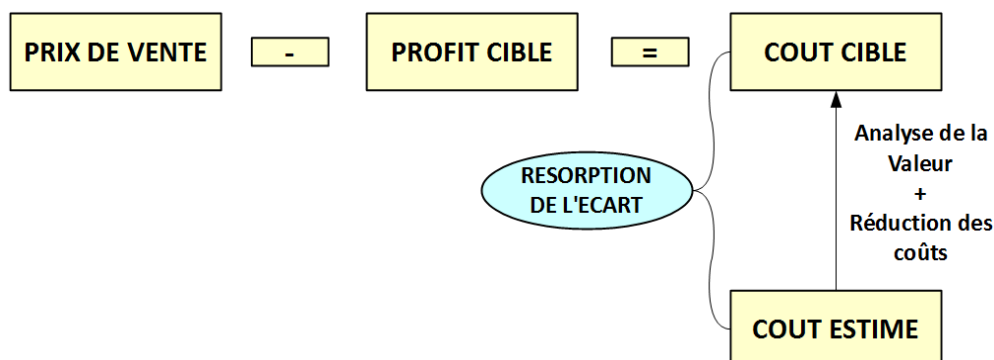 PRIX DE VENTE - PROFIT CIBLE = COUT CIBLE
Analyse de la
Valeur
+
Réduction des
coûts
RESORPTION
DE L'ECART
COUT ESTIME